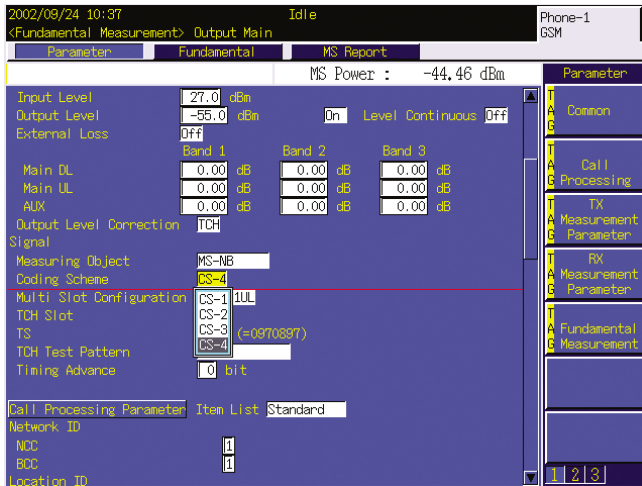 2002/09/24 10:37 Idle
<Fundamental Measurement> Output Main
Phone-1
GSM
Parameter Fundamental MS Report
MS Power : -44.46 dBm
Input Level 27.0 dBm
Output Level -55.0 dBm On Level Continuous Off
External Loss Off
Band 1 Band 2 Band 3
Main DL 0.00 dB 0.00 dB 0.00 dB
Main UL 0.00 dB 0.00 dB 0.00 dB
AUX 0.00 dB 0.00 dB 0.00 dB
Output Level Correction TCH
Signal
Measuring Object MS-NB
Coding Scheme CS-4
Multi Slot Configuration 1UL
TCH Slot
TS (=0970897)
TCH Test Pattern
CS-1
CS-2
CS-3
CS-4
Timing Advance 0 bit
Call Processing Parameter Item List Standard
Network ID
NCC 1
BCC 1
Location ID
Parameter
TAG Common
TAG Call
Processing
TAG TX
Measurement
Parameter
TAG RX
Measurement
Parameter
TAG Fundamental
Measurement
1 2 3